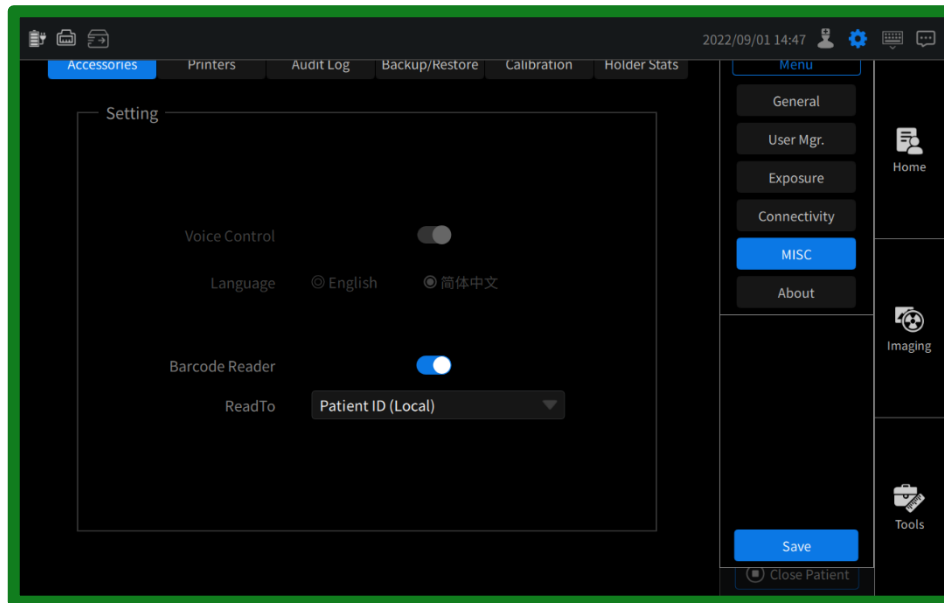 2022/09/01 14:47
Accessories Printers Audit Log Backup/Restore Calibration Holder Stats
Menu
General
User Mgr.
Exposure
Connectivity
MISC
About
Save
Close Patient
Setting
Voice Control
Language English 简体中文
Barcode Reader
ReadTo Patient ID (Local)
Home
Imaging
Tools